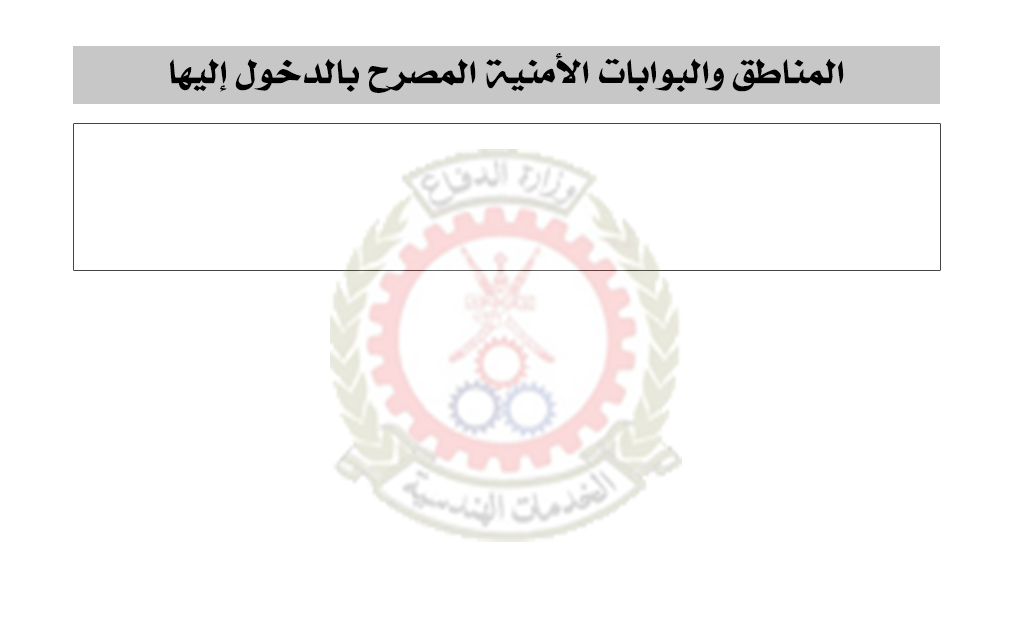 المناطق والبوابات الأمنية المصرح بالدخول إليها
وزارة الدفاع
الخدمات الهندسية